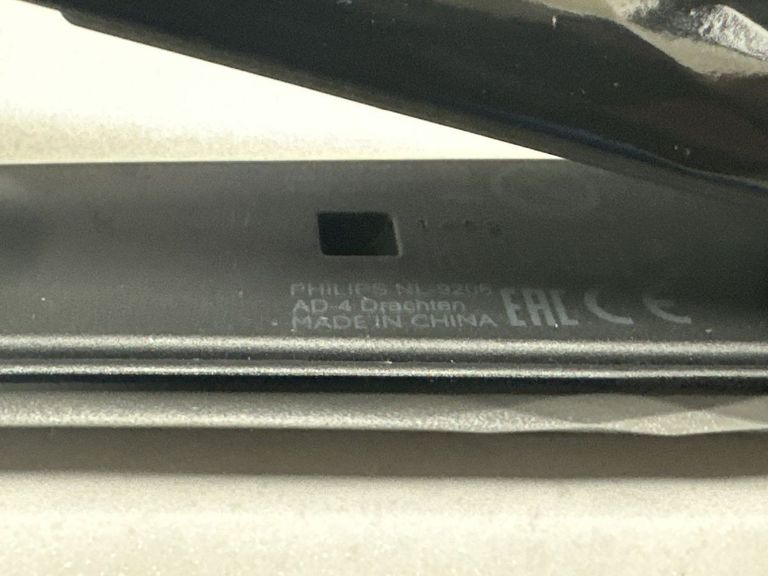 PHILIPS NL-9206
AD-4 Drachten
MADE IN CHINA EAC CE